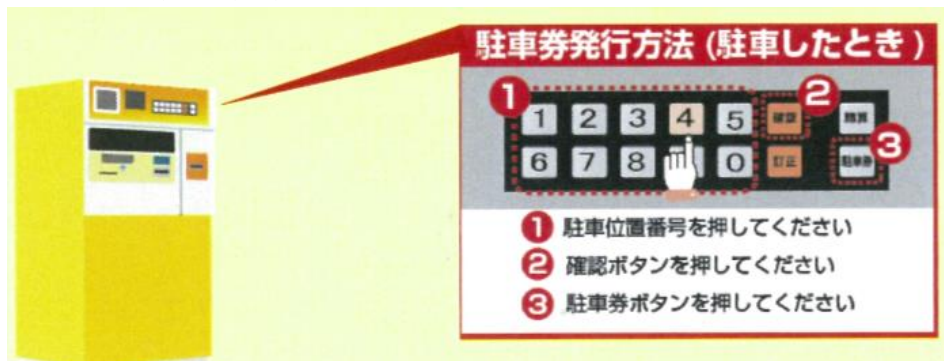 駐車券発行方法 (駐車したとき)
1 2
1 2 3 4 5 確認 精算
3
6 7 8 0 訂正 駐車券
1 駐車位置番号を押してください
2 確認ボタンを押してください
3 駐車券ボタンを押してください